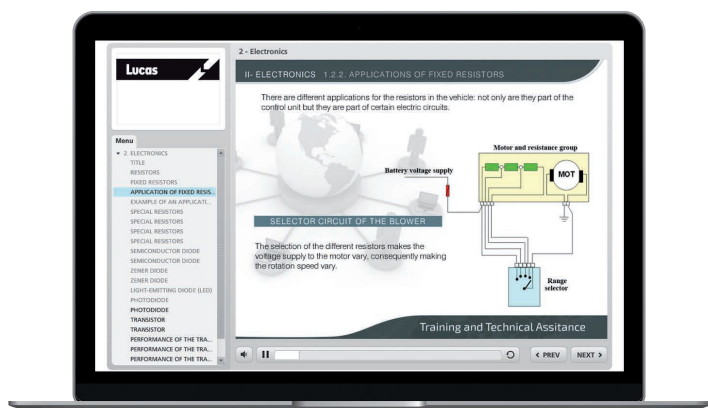 2 - Electronics
Lucas
II- ELECTRONICS 1.2.2. APPLICATIONS OF FIXED RESISTORS
There are different applications for the resistors in the vehicle: not only are they part of the
control unit but they are part of certain electric circuits.
Menu
2. ELECTRONICS
TITLE
RESISTORS
FIXED RESISTORS
APPLICATION OF FIXED RESIS...
EXAMPLE OF AN APPLICATI...
SPECIAL RESISTORS
SPECIAL RESISTORS
SPECIAL RESISTORS
SPECIAL RESISTORS
SEMICONDUCTOR DIODE
SEMICONDUCTOR DIODE
ZENER DIODE
ZENER DIODE
LIGHT-EMITTING DIODE (LED)
PHOTODIODE
PHOTODIODE
TRANSISTOR
TRANSISTOR
PERFORMANCE OF THE TRA...
PERFORMANCE OF THE TRA...
PERFORMANCE OF THE TRA...
Motor and resistance group
Battery voltage supply
MOT
SELECTOR CIRCUIT OF THE BLOWER
The selection of the different resistors makes the
voltage supply to the motor vary, consequently making
the rotation speed vary.
Range
selector
Training and Technical Assitance
PREV
NEXT